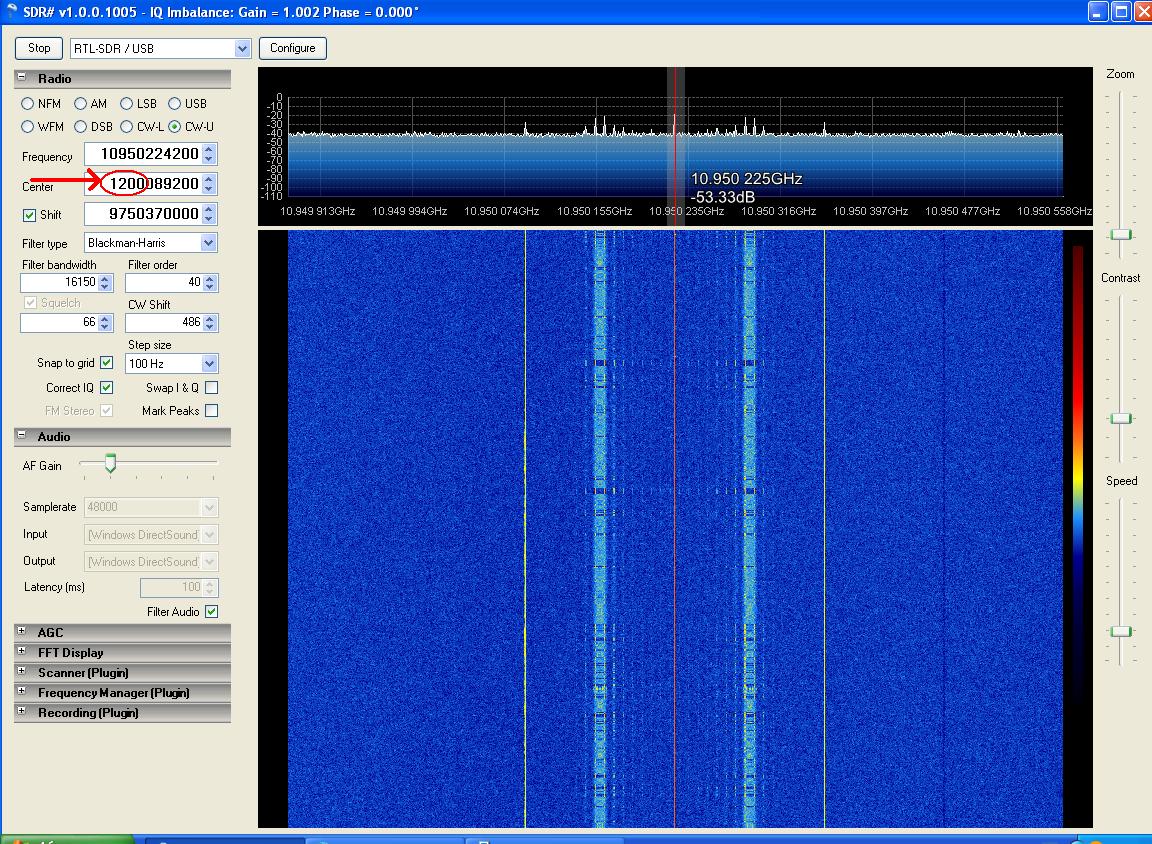 SDR# v1.0.0.1005 - IQ Imbalance: Gain = 1.002 Phase = 0.000°
Stop RTL-SDR / USB Configure
Radio
NFM AM LSB USB
WFM DSB CW-L CW-U
Frequency 10950224200
Center 1200089200
Shift 9750370000
Filter type Blackman-Harris
Filter bandwidth Filter order
16150 40
Squelch CW Shift
66 486
Step size
Snap to grid 100 Hz
Correct IQ Swap I & Q
FM Stereo Mark Peaks
Audio
AF Gain
Samplerate 48000
Input [Windows DirectSound]
Output [Windows DirectSound]
Latency (ms) 100
Filter Audio
AGC
FFT Display
Scanner (Plugin)
Frequency Manager (Plugin)
Recording (Plugin)
0
-10
-20
-30
-40
-50
-60
-70
-80
-90
-100
-110
10.950 225GHz
-53.33dB
10.949 913GHz 10.949 994GHz 10.950 074GHz 10.950 155GHz 10.950 235GHz 10.950 316GHz 10.950 397GHz 10.950 477GHz 10.950 558GHz
Zoom
Contrast
Speed